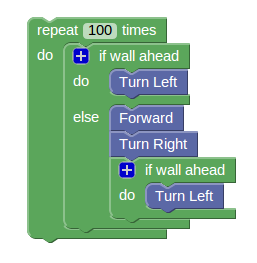 repeat 100 times
do if wall ahead
do Turn Left
else Forward
Turn Right
if wall ahead
do Turn Left